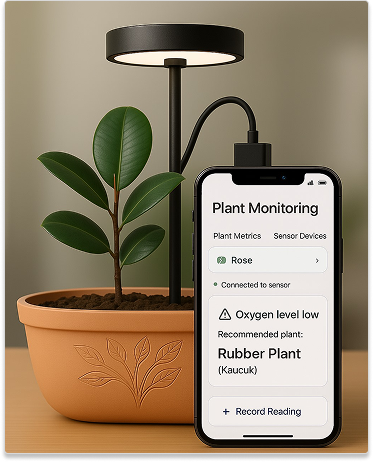 Plant Monitoring
Plant Metrics Sensor Devices
Rose
Connected to sensor
Oxygen level low
Recommended plant:
Rubber Plant
(Kaucuk)
+ Record Reading